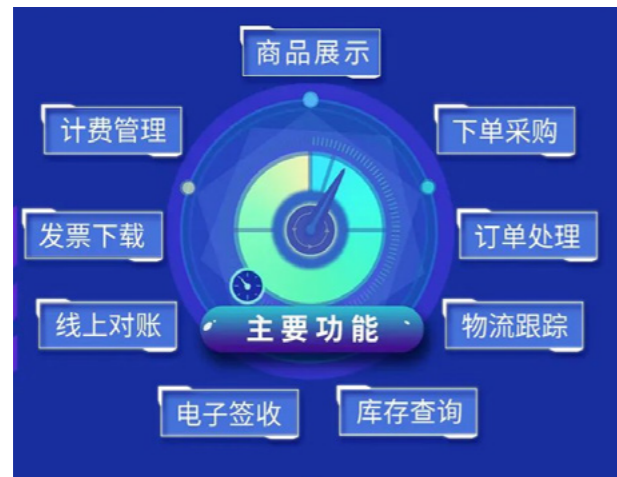 商品展示
计费管理
下单采购
发票下载
订单处理
线上对账
主要功能
物流跟踪
电子签收
库存查询